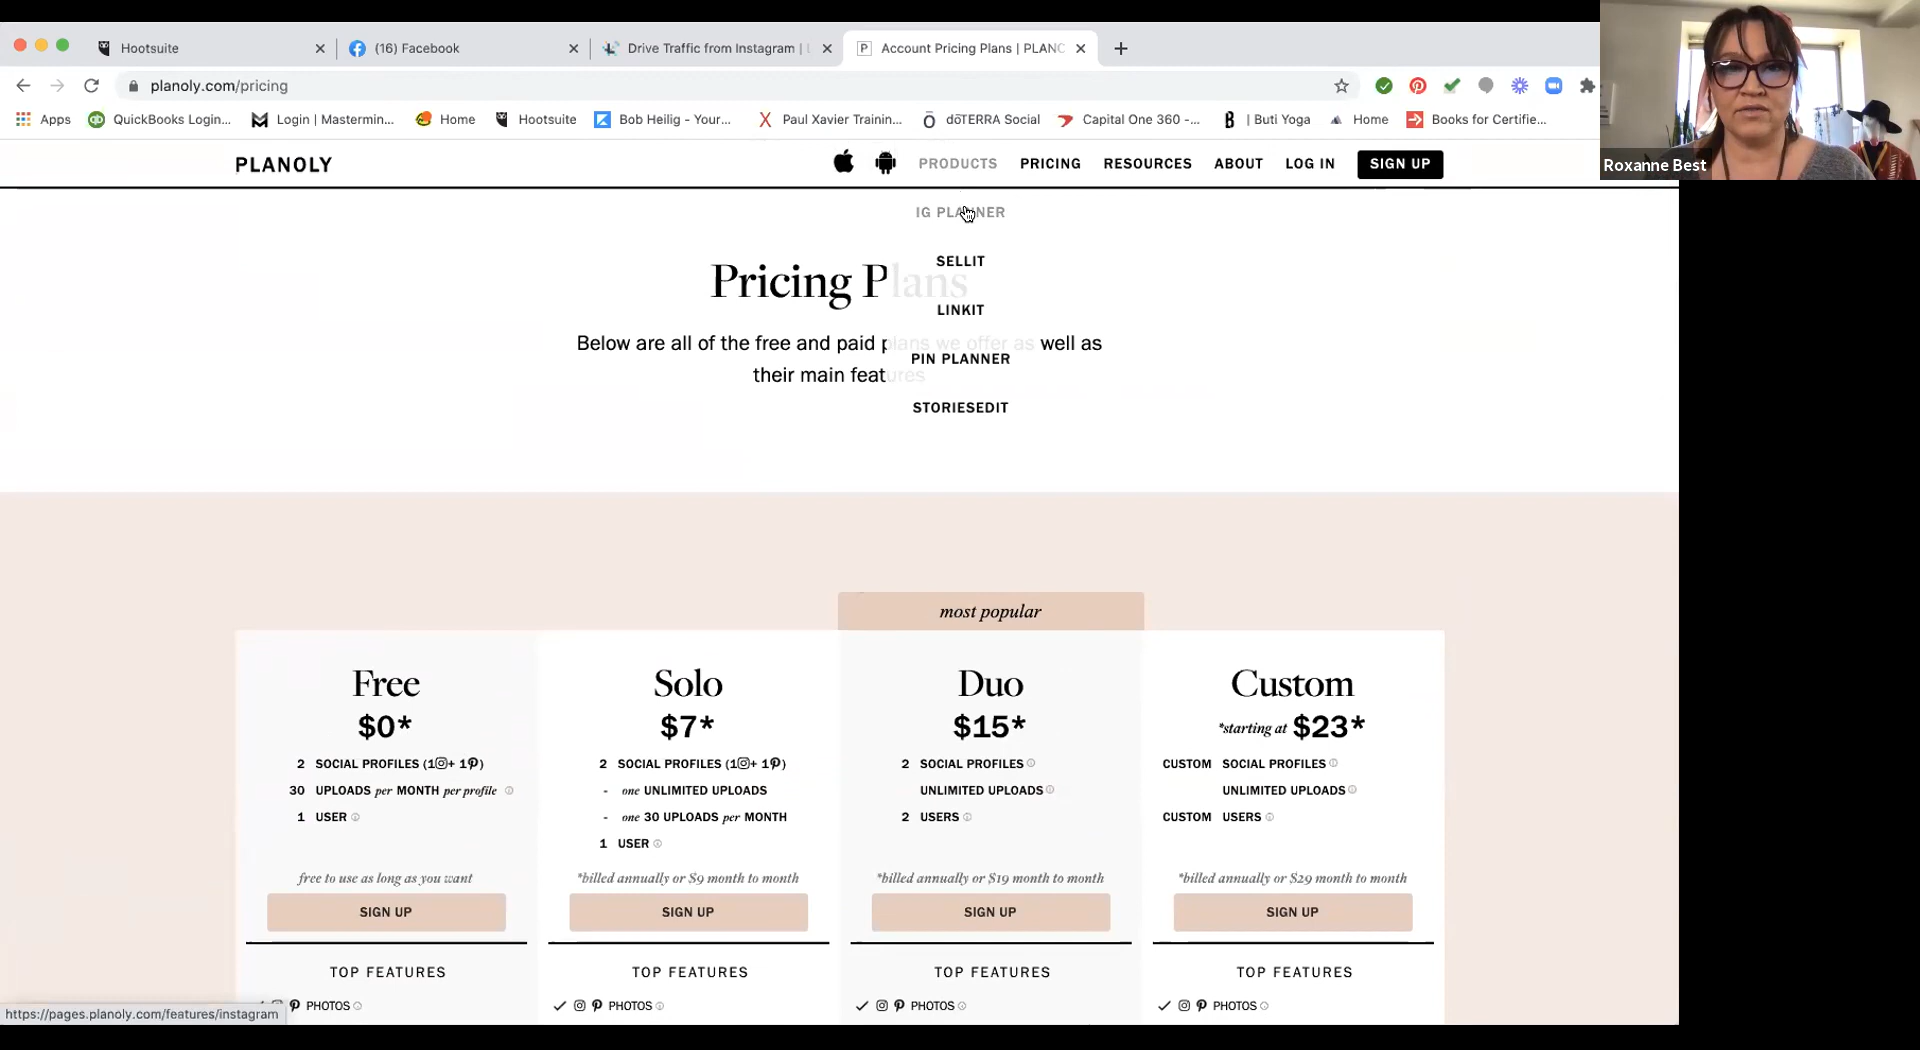 Hootsuite
(16) Facebook
Drive Traffic from Instagram |
Account Pricing Plans | PLANC
planoly.com/pricing
Apps
QuickBooks Login...
Login | Mastermin...
Home
Hootsuite
Bob Heilig - Your...
Paul Xavier Trainin...
dōTERRA Social
Capital One 360 -...
| Buti Yoga
Home
Books for Certifie...
Roxanne Best
PLANOLY
PRODUCTS
PRICING
RESOURCES
ABOUT
LOG IN
SIGN UP
IG PLANNER
SELLIT
LINKIT
PIN PLANNER
STORIESEDIT
Pricing Plans
Below are all of the free and paid plans we offer as well as
their main features
most popular
Free
$0*
2 SOCIAL PROFILES (1 + 1 )
30 UPLOADS per MONTH per profile
1 USER
free to use as long as you want
SIGN UP
TOP FEATURES
PHOTOS
Solo
$7*
2 SOCIAL PROFILES (1 + 1 )
- one UNLIMITED UPLOADS
- one 30 UPLOADS per MONTH
1 USER
*billed annually or $9 month to month
SIGN UP
TOP FEATURES
PHOTOS
Duo
$15*
2 SOCIAL PROFILES
UNLIMITED UPLOADS
2 USERS
*billed annually or $19 month to month
SIGN UP
TOP FEATURES
PHOTOS
Custom
*starting at $23*
CUSTOM SOCIAL PROFILES
UNLIMITED UPLOADS
CUSTOM USERS
*billed annually or $29 month to month
SIGN UP
TOP FEATURES
PHOTOS
https://pages.planoly.com/features/instagram